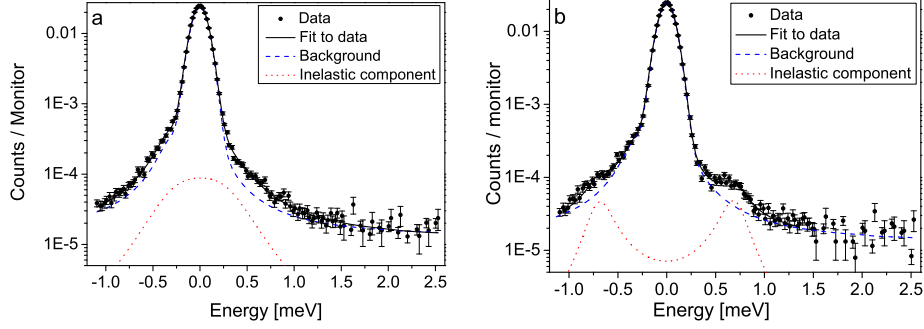 a
Data
Fit to data
Background
Inelastic component
0.01
1E-3
1E-4
1E-5
Counts / Monitor
-1.0 -0.5 0.0 0.5 1.0 1.5 2.0 2.5
Energy [meV]
b
Data
Fit to data
Background
Inelastic component
0.01
1E-3
1E-4
1E-5
Counts / monitor
-1.0 -0.5 0.0 0.5 1.0 1.5 2.0 2.5
Energy [meV]